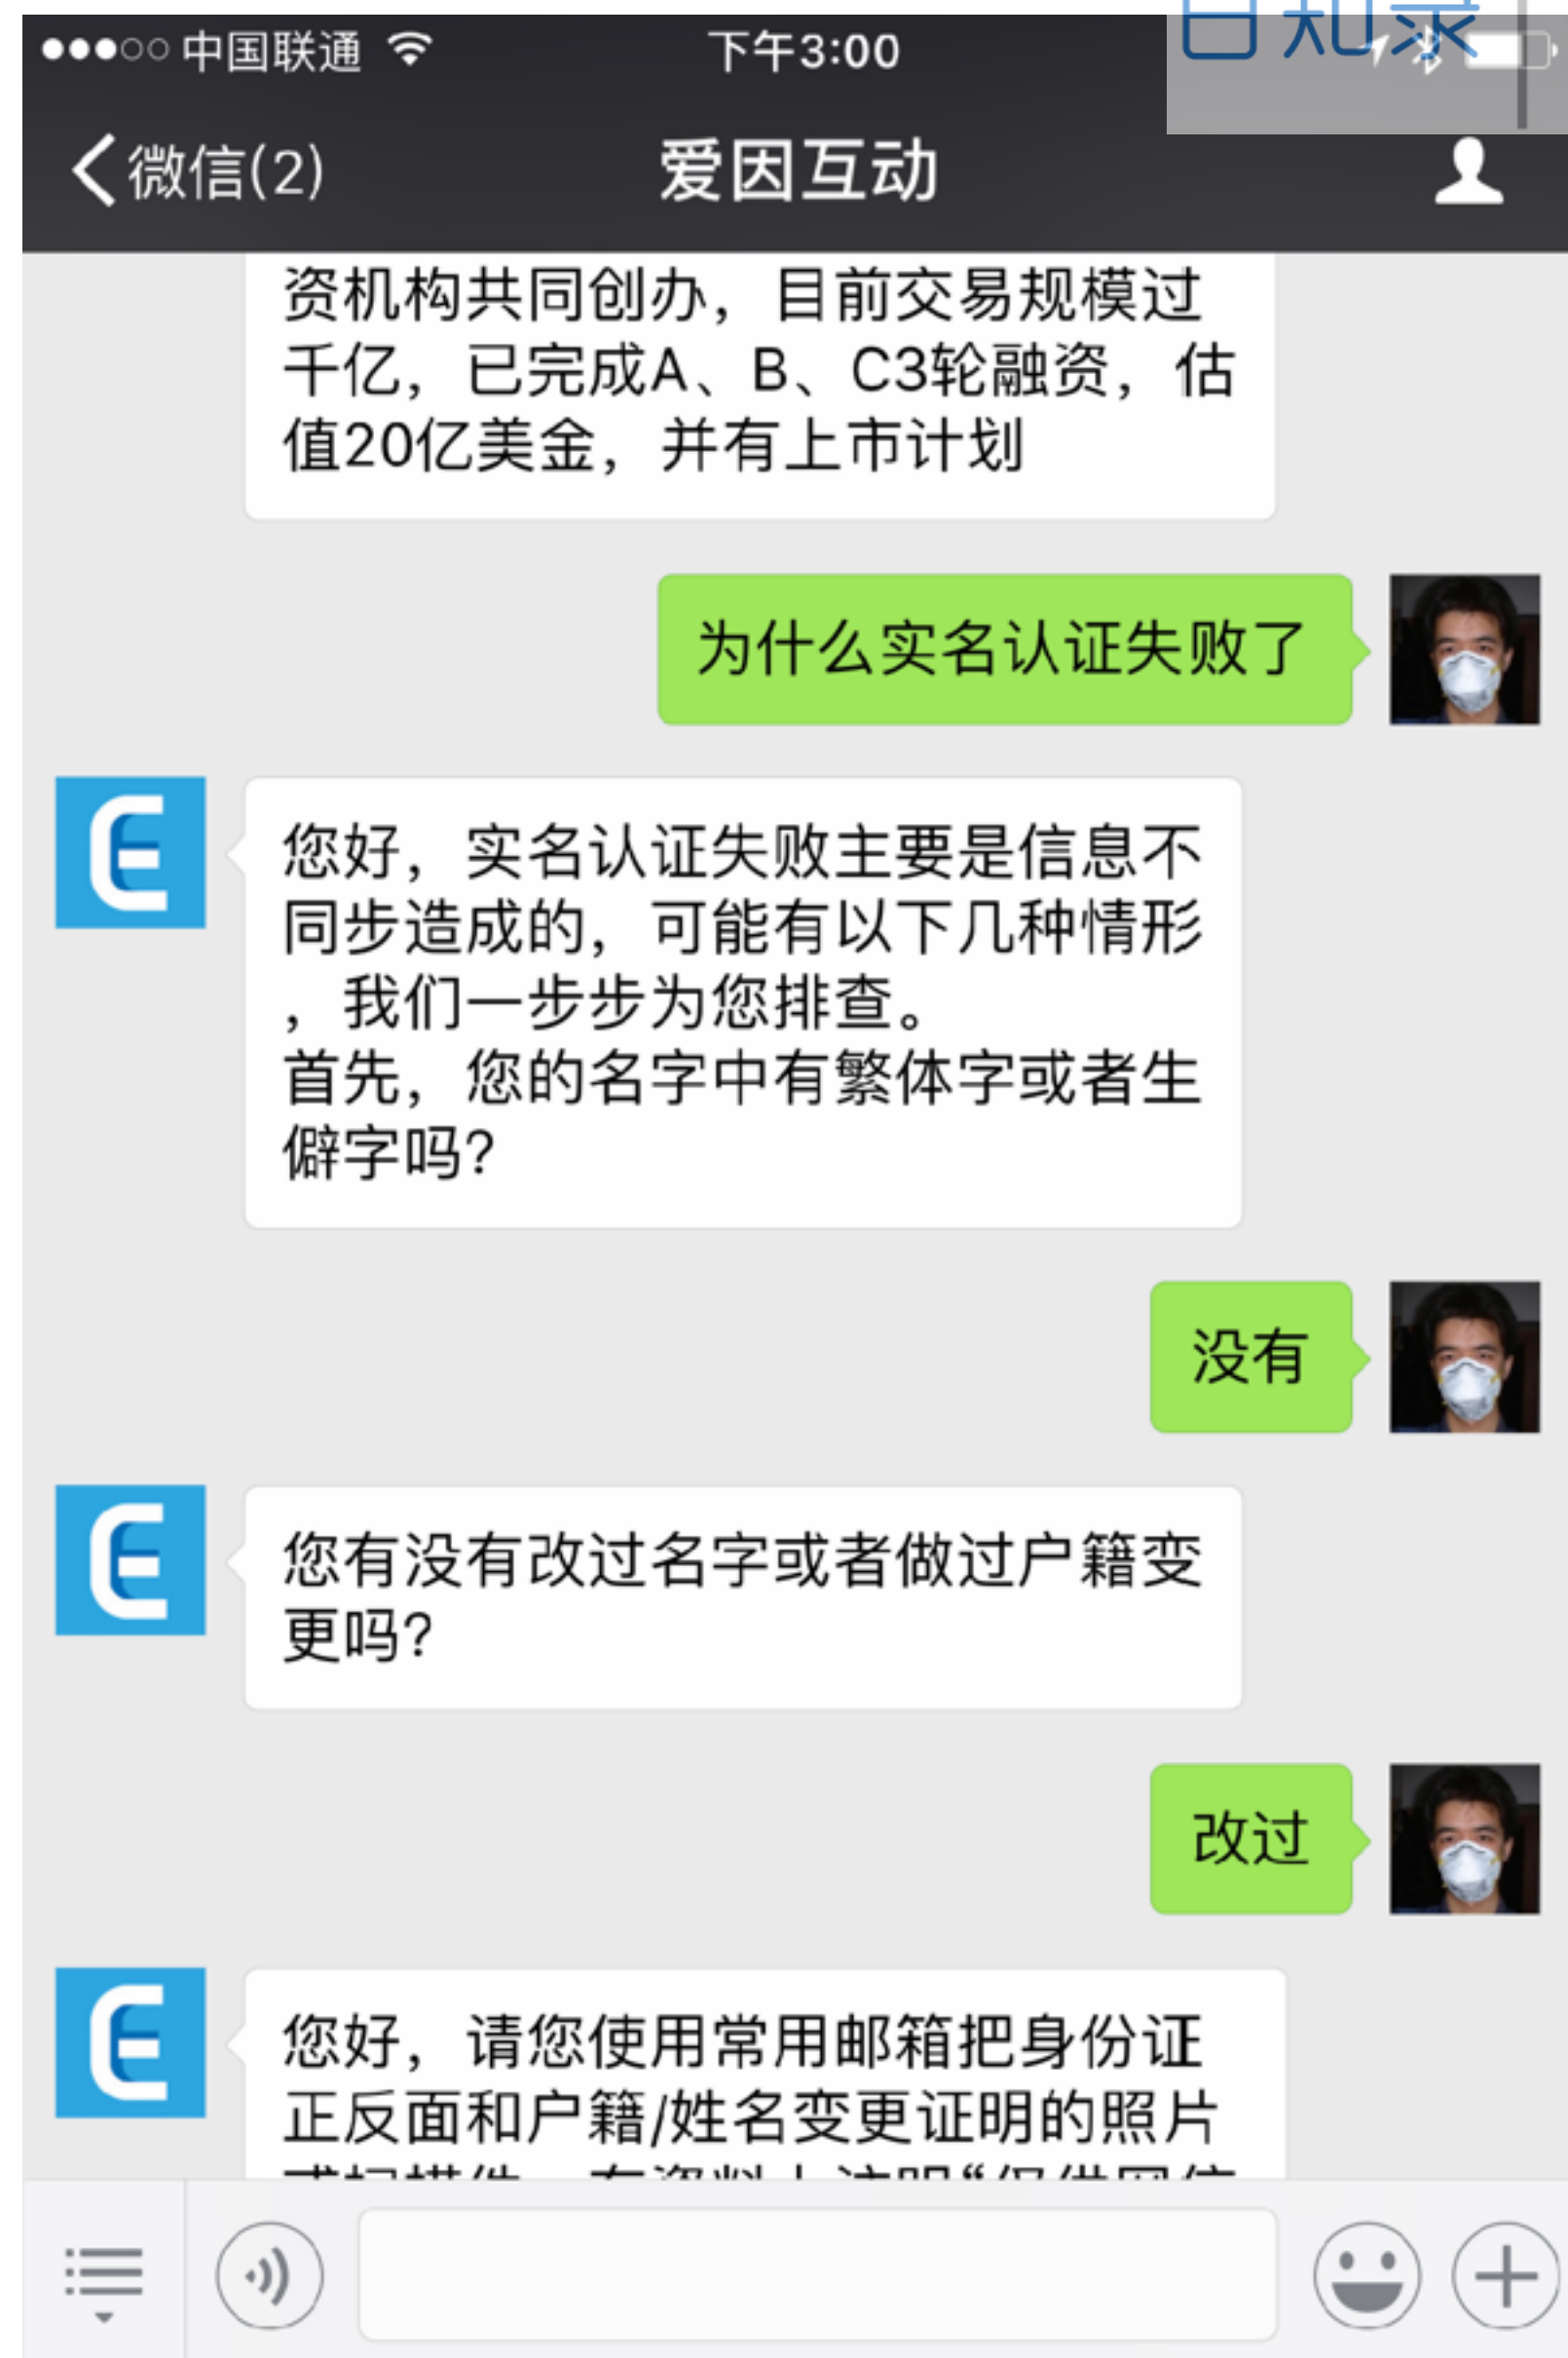 日知录
中国联通
下午3:00
微信(2)
爱因互动
资机构共同创办，目前交易规模过
千亿，已完成A、B、C3轮融资，估
值20亿美金，并有上市计划
为什么实名认证失败了
您好，实名认证失败主要是信息不
同步造成的，可能有以下几种情形
，我们一步步为您排查。
首先，您的名字中有繁体字或者生
僻字吗？
没有
您有没有改过名字或者做过户籍变
更吗？
改过
您好，请您使用常用邮箱把身份证
正反面和户籍/姓名变更证明的照片